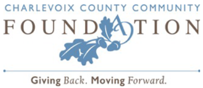 CHARLEVOIX COUNTY COMMUNITY
FOUNDATION
Giving Back. Moving Forward.